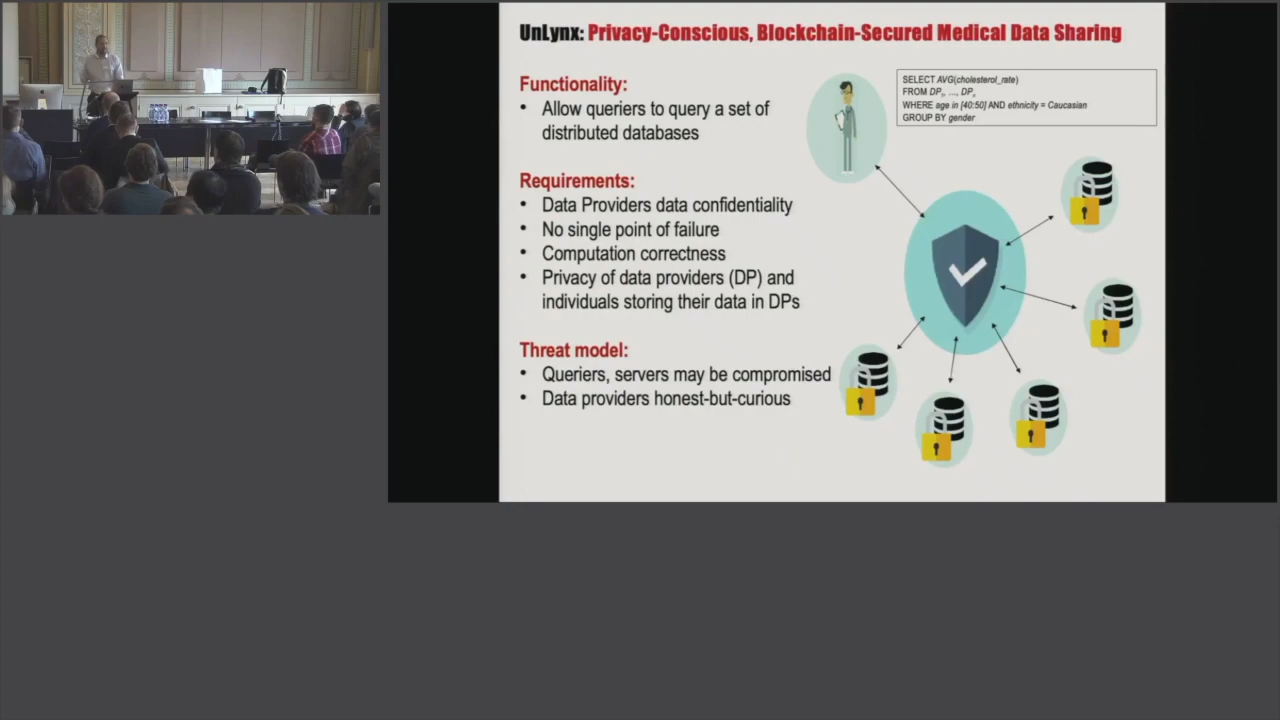 UnLynx: Privacy-Conscious, Blockchain-Secured Medical Data Sharing
Functionality:
• Allow queriers to query a set of
distributed databases
Requirements:
• Data Providers data confidentiality
• No single point of failure
• Computation correctness
• Privacy of data providers (DP) and
individuals storing their data in DPs
Threat model:
• Queriers, servers may be compromised
• Data providers honest-but-curious
SELECT AVG(cholesterol_rate)
FROM DP1, ..., DPn
WHERE age in [40:50] AND ethnicity = Caucasian
GROUP BY gender